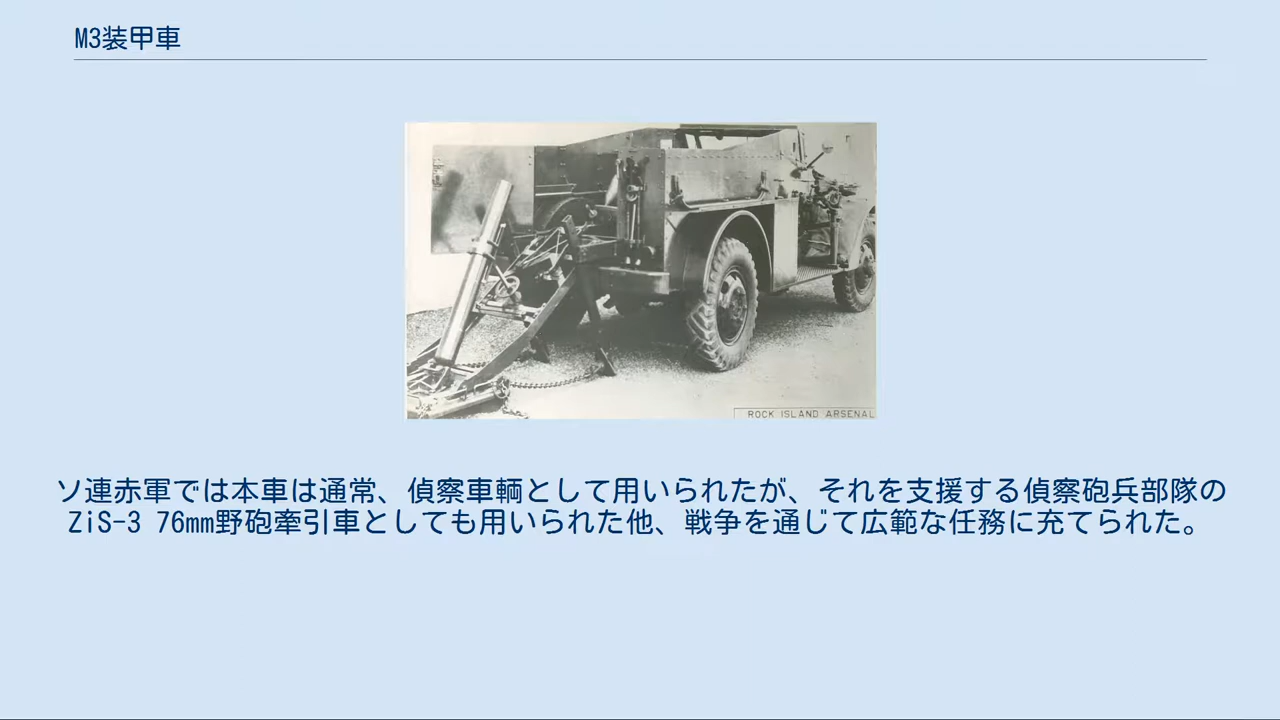 M3装甲車
ROCK ISLAND ARSENAL
ソ連赤軍では本車は通常、偵察車輌として用いられたが、それを支援する偵察砲兵部隊の
ZiS-3 76mm野砲牽引車としても用いられた他、戦争を通じて広範な任務に充てられた。